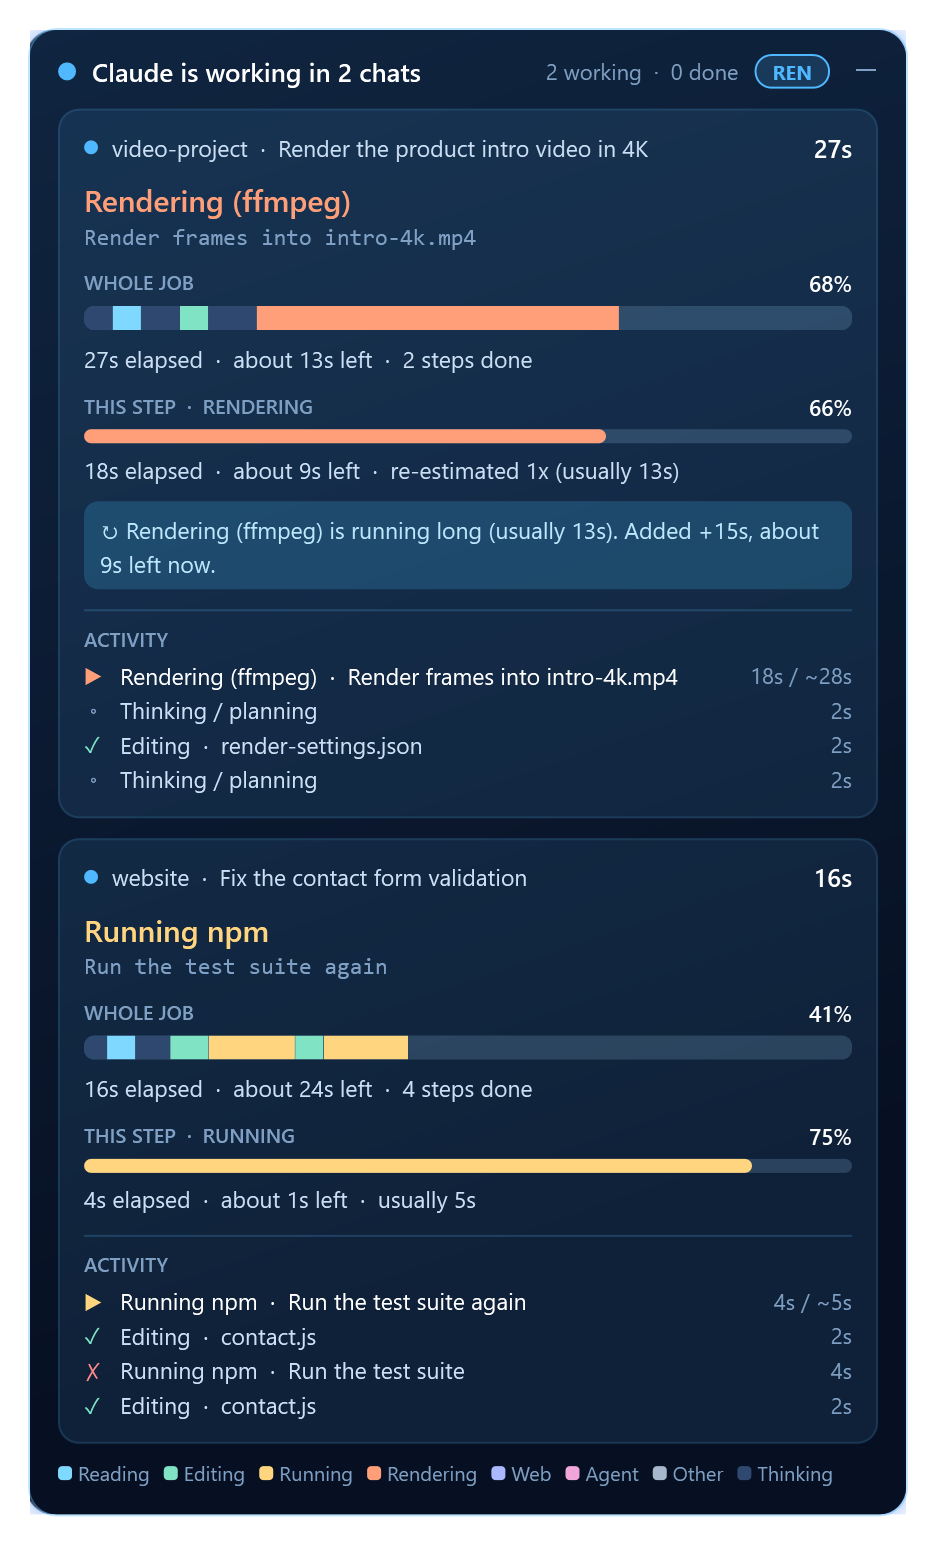 Claude is working in 2 chats
2 working · 0 done
REN
video-project · Render the product intro video in 4K
27s
Rendering (ffmpeg)
Render frames into intro-4k.mp4
WHOLE JOB
68%
27s elapsed · about 13s left · 2 steps done
THIS STEP · RENDERING
66%
18s elapsed · about 9s left · re-estimated 1x (usually 13s)
↻ Rendering (ffmpeg) is running long (usually 13s). Added +15s, about
9s left now.
ACTIVITY
▶ Rendering (ffmpeg) · Render frames into intro-4k.mp4 18s / ~28s
◦ Thinking / planning 2s
✓ Editing · render-settings.json 2s
◦ Thinking / planning 2s
website · Fix the contact form validation
16s
Running npm
Run the test suite again
WHOLE JOB
41%
16s elapsed · about 24s left · 4 steps done
THIS STEP · RUNNING
75%
4s elapsed · about 1s left · usually 5s
ACTIVITY
▶ Running npm · Run the test suite again 4s / ~5s
✓ Editing · contact.js 2s
✗ Running npm · Run the test suite 4s
✓ Editing · contact.js 2s
Reading Editing Running Rendering Web Agent Other Thinking